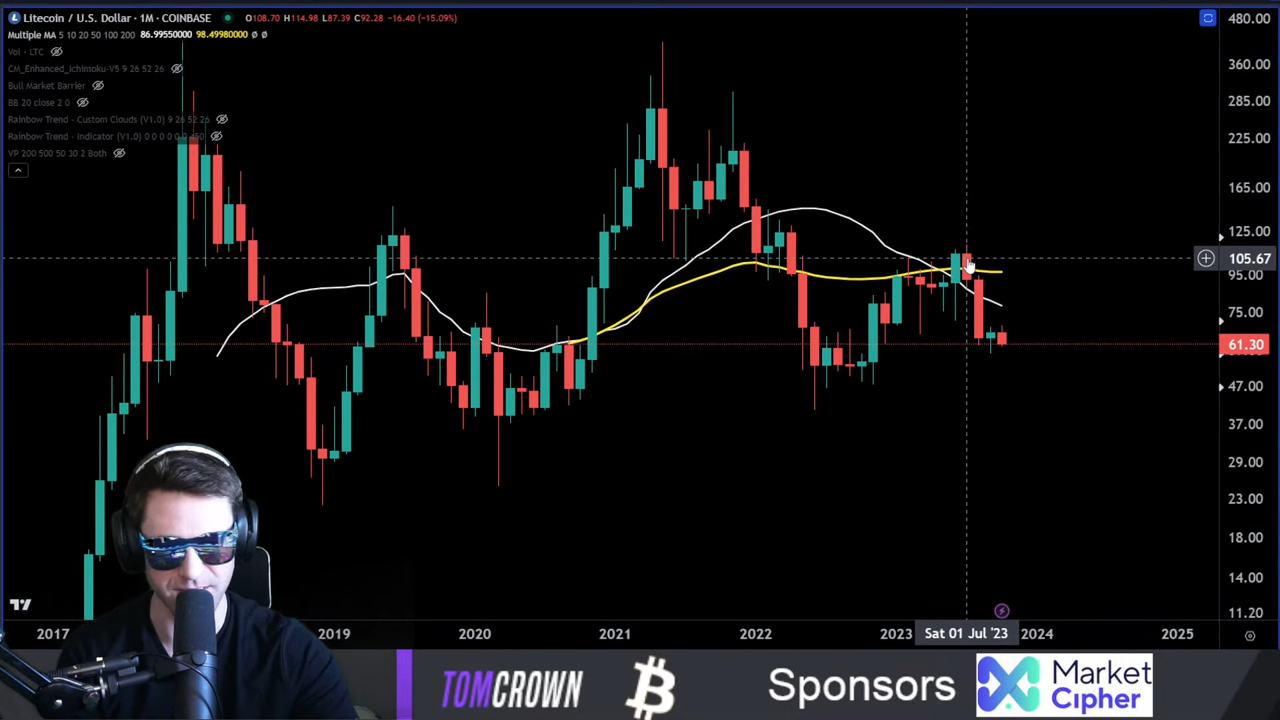 Litecoin / U.S. Dollar · 1M · COINBASE O108.70 H114.98 L87.39 C92.28 −16.40 (−15.09%)
Multiple MA 5 10 20 50 100 200 86.99550000 98.49980000 ø ø
Vol · LTC
CM_Enhanced_Ichimoku-V5 9 26 52 26
Bull Market Barrier
BB 20 close 2 0
Rainbow Trend - Custom Clouds (V1.0) 9 26 52 26
Rainbow Trend - Indicator (V1.0) 0 0 0 0 0 0 450
VP 200 500 50 30 2 Both
480.00
360.00
285.00
225.00
165.00
125.00
105.67
95.00
75.00
61.30
47.00
37.00
29.00
23.00
18.00
14.00
11.20
2017 2019 2020 2021 2022 2023 Sat 01 Jul '23 2024 2025
TOMCROWN Sponsors Market
Cipher